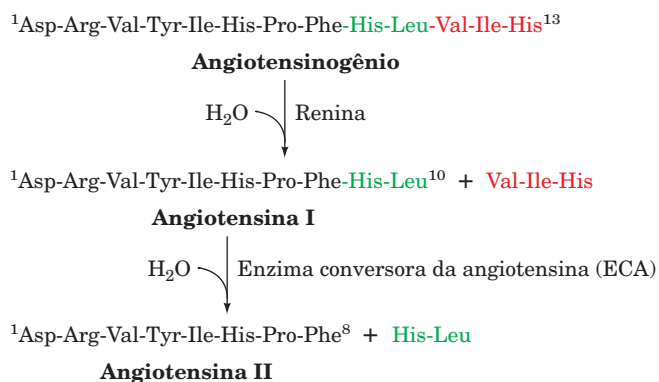 ¹Asp-Arg-Val-Tyr-Ile-His-Pro-Phe-His-Leu-Val-Ile-His¹³
Angiotensinogênio
H₂O Renina
¹Asp-Arg-Val-Tyr-Ile-His-Pro-Phe-His-Leu¹⁰ + Val-Ile-His
Angiotensina I
H₂O Enzima conversora da angiotensina (ECA)
¹Asp-Arg-Val-Tyr-Ile-His-Pro-Phe⁸ + His-Leu
Angiotensina II